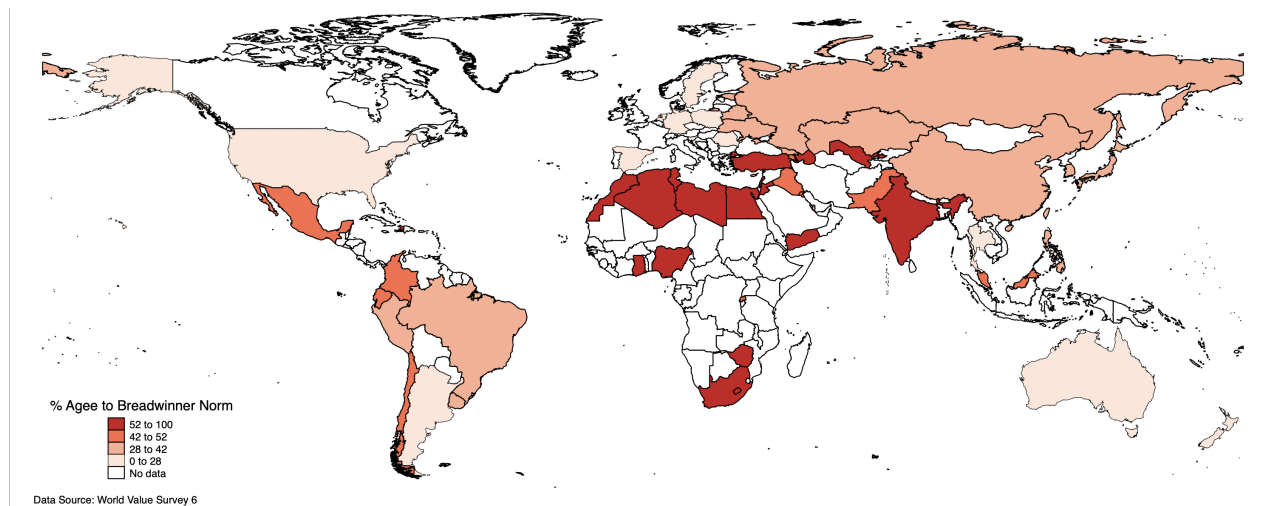 % Agee to Breadwinner Norm
52 to 100
42 to 52
28 to 42
0 to 28
No data
Data Source: World Value Survey 6